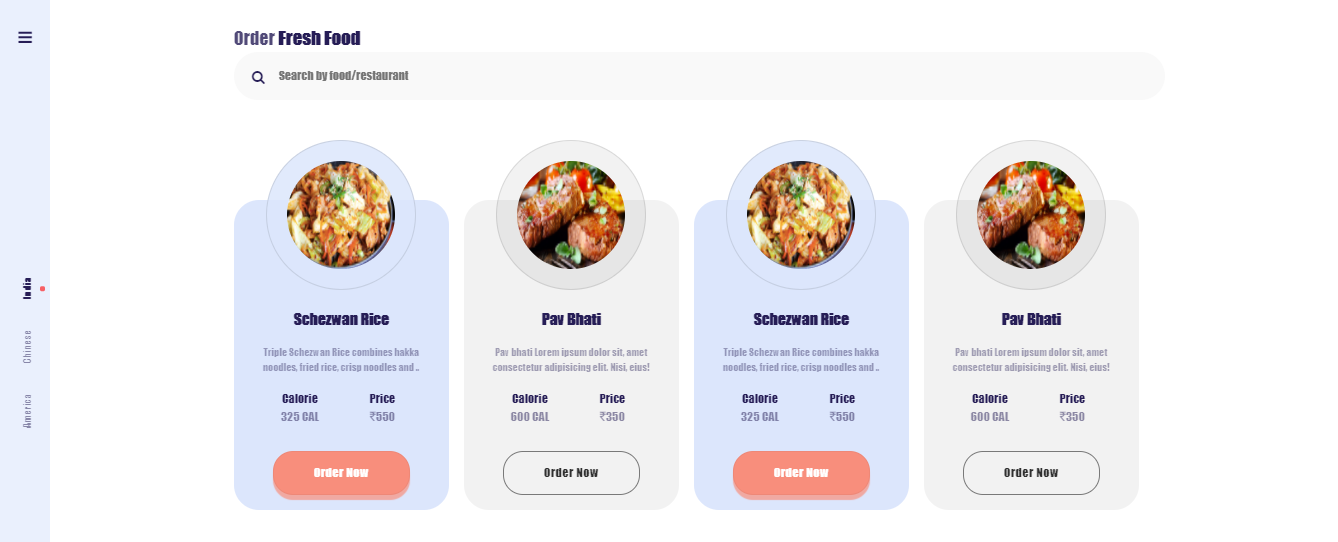 Order Fresh Food
Search by food/restaurant
India
Chinese
America
Schezwan Rice
Triple Schezwan Rice combines hakka
noodles, fried rice, crisp noodles and ..
Calorie Price
325 CAL ₹550
Order Now
Pav Bhati
Pav bhati Lorem ipsum dolor sit, amet
consectetur adipisicing elit. Nisi, eius!
Calorie Price
600 CAL ₹350
Order Now
Schezwan Rice
Triple Schezwan Rice combines hakka
noodles, fried rice, crisp noodles and ..
Calorie Price
325 CAL ₹550
Order Now
Pav Bhati
Pav bhati Lorem ipsum dolor sit, amet
consectetur adipisicing elit. Nisi, eius!
Calorie Price
600 CAL ₹350
Order Now